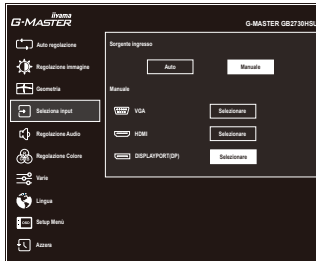 iiyama
G-MASTER
G-MASTER GB2730HSU
Auto regolazione
Regolazione immagine
Geometria
Seleziona input
Regolazione Audio
Regolazione Colore
Varie
Lingua
OSD
Setup Menù
Azzera
Sorgente ingresso
Auto
Manuale
Manuale
VGA
Selezionare
HDMI
Selezionare
DISPLAYPORT(DP)
Selezionare